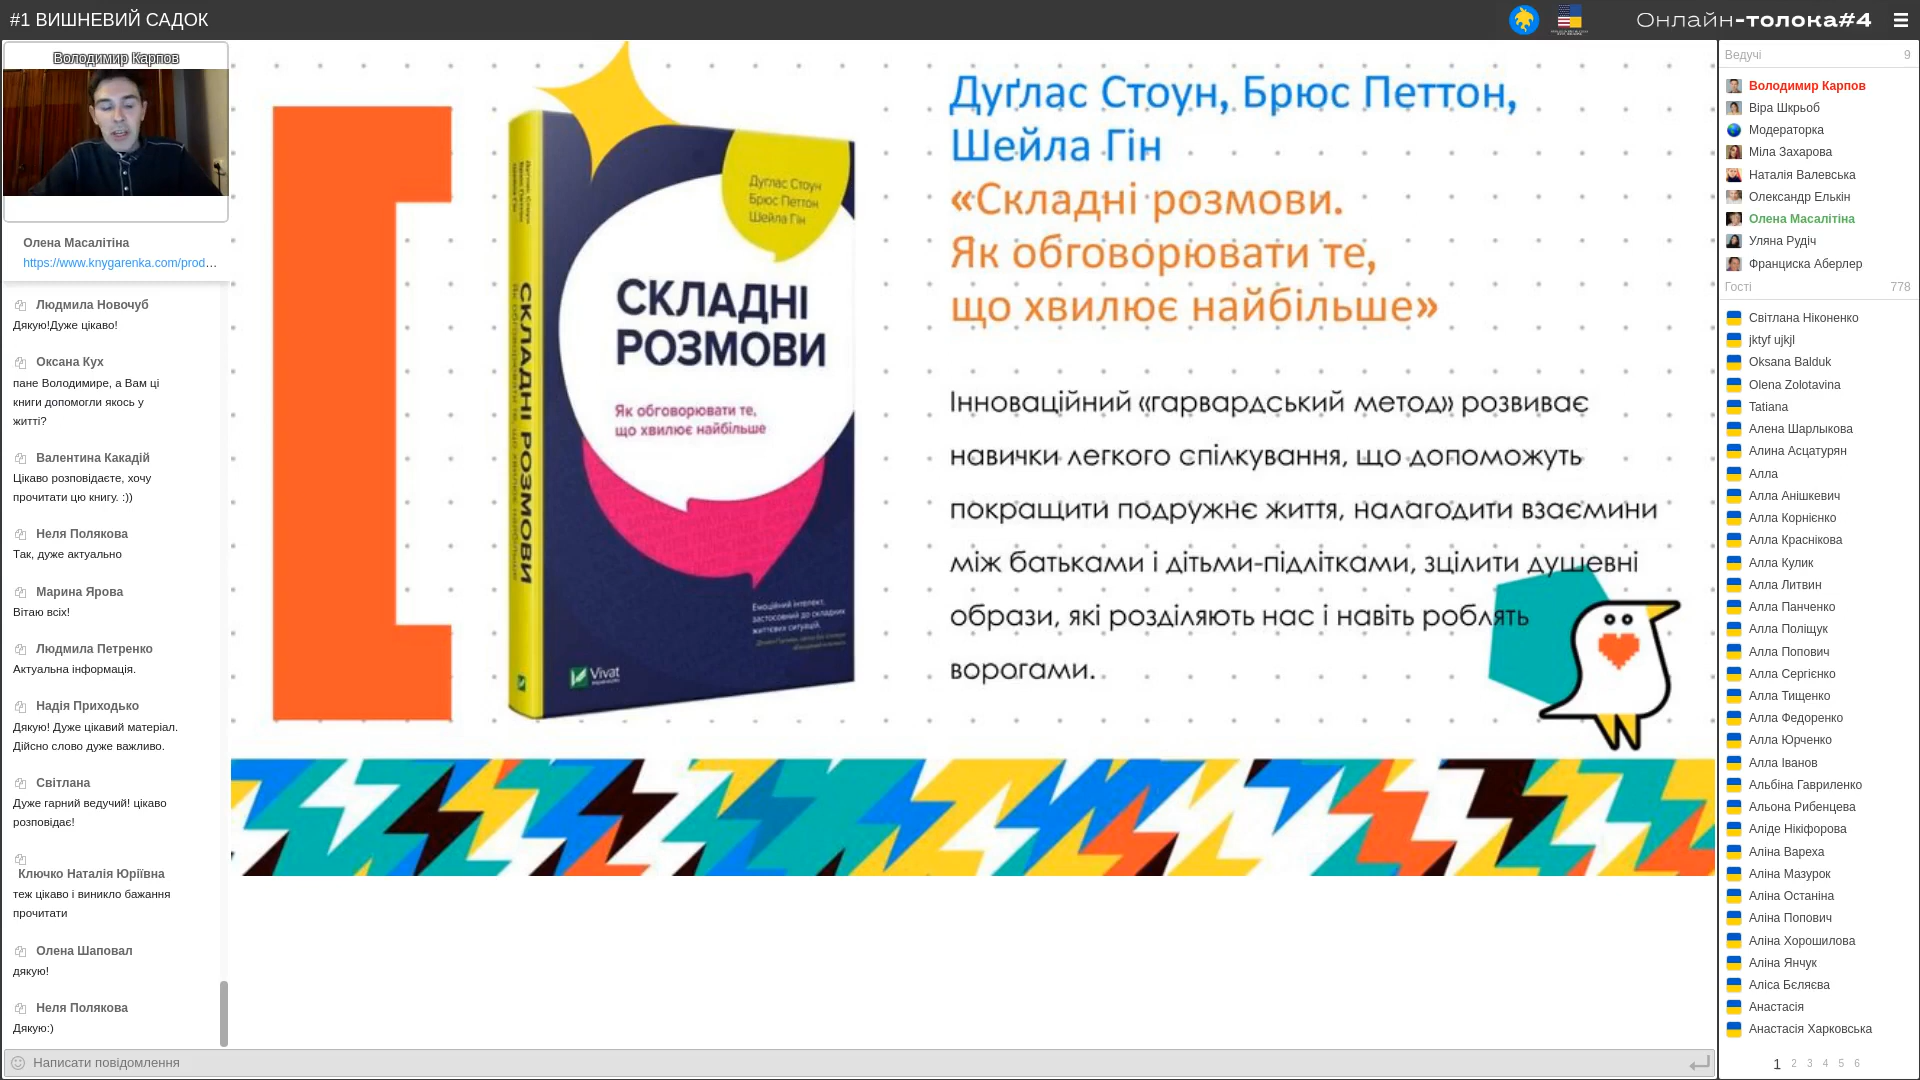 #1 ВИШНЕВИЙ САДОК
Онлайн-толока#4
Володимир Карпов
Олена Масалітіна
https://www.knygarenka.com/prod...
Людмила Новочуб
Дякую!Дуже цікаво!
Оксана Кух
пане Володимире, а Вам ці
книги допомогли якось у
житті?
Валентина Какадій
Цікаво розповідаєте, хочу
прочитати цю книгу. :))
Неля Полякова
Так, дуже актуально
Марина Ярова
Вітаю всіх!
Людмила Петренко
Актуальна інформація.
Надія Приходько
Дякую! Дуже цікавий матеріал.
Дійсно слово дуже важливо.
Світлана
Дуже гарний ведучий! цікаво
розповідає!
Ключко Наталія Юріївна
теж цікаво і виникло бажання
прочитати
Олена Шаповал
дякую!
Неля Полякова
Дякую:)
Написати повідомлення
Дуглас Стоун
Брюс Петтон
Шейла Гін
СКЛАДНІ
РОЗМОВИ
Як обговорювати те,
що хвилює найбільше
СКЛАДНІ РОЗМОВИ
Емоційний інтелект,
застосований до складних
життєвих ситуацій.
Vivat
Дуґлас Стоун, Брюс Петтон,
Шейла Гін
«Складні розмови.
Як обговорювати те,
що хвилює найбільше»
Інноваційний «гарвардський метод» розвиває
навички легкого спілкування, що допоможуть
покращити подружнє життя, налагодити взаємини
між батьками і дітьми-підлітками, зцілити душевні
образи, які розділяють нас і навіть роблять
ворогами.
Ведучі 9
Володимир Карпов
Віра Шкрьоб
Модераторка
Міла Захарова
Наталія Валевська
Олександр Елькін
Олена Масалітіна
Уляна Рудіч
Франциска Аберлер
Гості 778
Світлана Ніконенко
jktyf ujkjl
Oksana Balduk
Olena Zolotavina
Tatiana
Алена Шарлыкова
Алина Асцатурян
Алла
Алла Анішкевич
Алла Корнієнко
Алла Краснікова
Алла Кулик
Алла Литвин
Алла Панченко
Алла Поліщук
Алла Попович
Алла Сергієнко
Алла Тищенко
Алла Федоренко
Алла Юрченко
Алла Іванов
Альбіна Гавриленко
Альона Рибенцева
Аліде Нікіфорова
Аліна Вареха
Аліна Мазурок
Аліна Останіна
Аліна Попович
Аліна Хорошилова
Аліна Янчук
Аліса Бєляєва
Анастасія
Анастасія Харковська
1 2 3 4 5 6